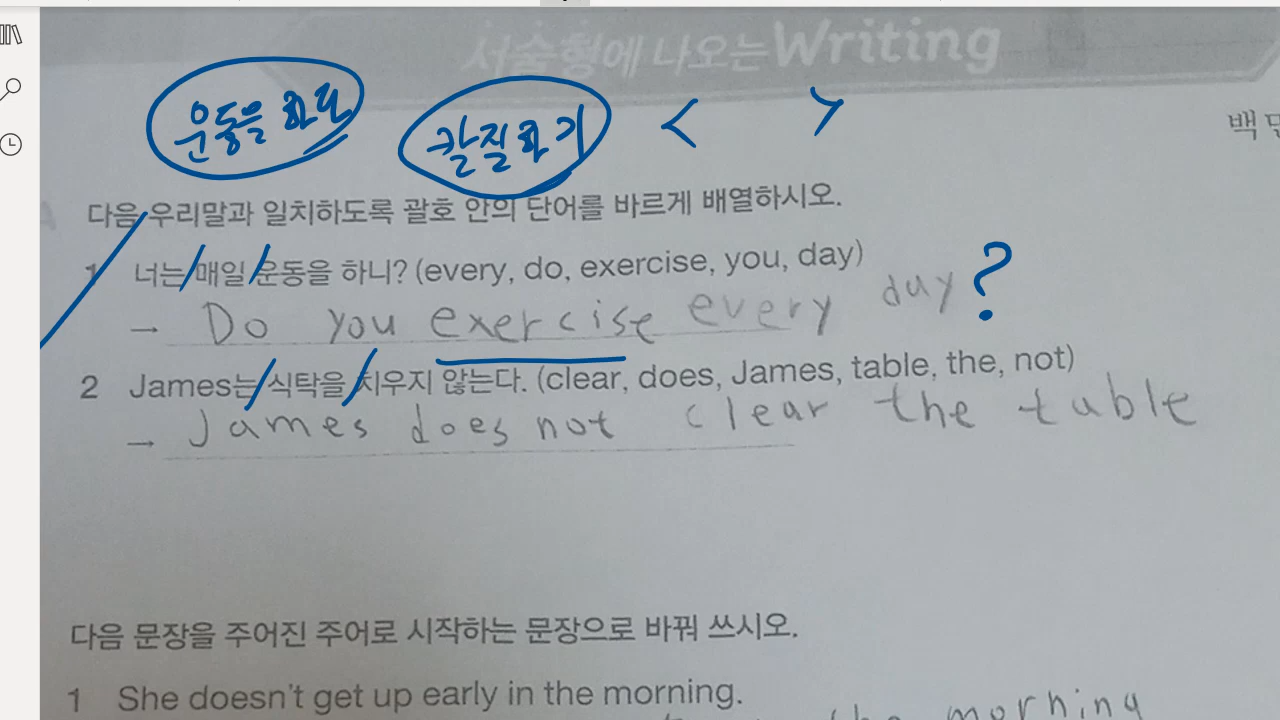 서술형에 나오는 Writing
운동을 하다
칼질하기 < >
백
다음 우리말과 일치하도록 괄호 안의 단어를 바르게 배열하시오.
1 너는/매일/운동을 하니? (every, do, exercise, you, day)
→ Do you exercise every day?
2 James는/식탁을/치우지 않는다. (clear, does, James, table, the, not)
→ James does not clear the table
다음 문장을 주어진 주어로 시작하는 문장으로 바꿔 쓰시오.
1 She doesn't get up early in the morning.
the morning